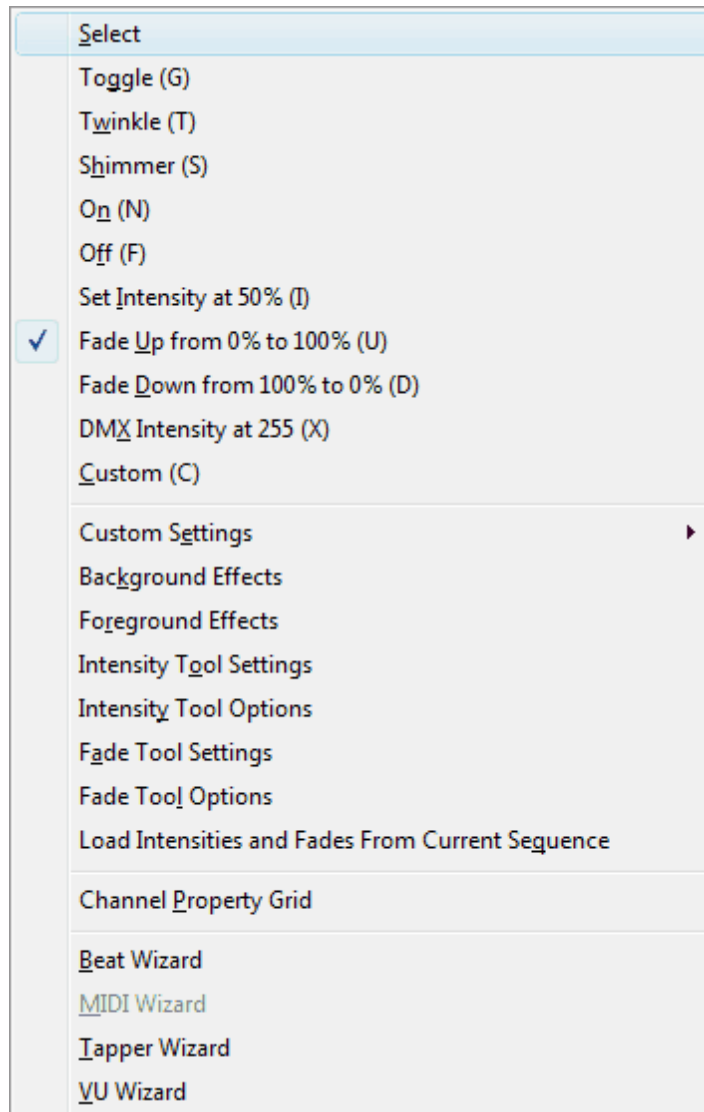 Select
Toggle (G)
Twinkle (T)
Shimmer (S)
On (N)
Off (F)
Set Intensity at 50% (I)
Fade Up from 0% to 100% (U)
Fade Down from 100% to 0% (D)
DMX Intensity at 255 (X)
Custom (C)
Custom Settings
Background Effects
Foreground Effects
Intensity Tool Settings
Intensity Tool Options
Fade Tool Settings
Fade Tool Options
Load Intensities and Fades From Current Sequence
Channel Property Grid
Beat Wizard
MIDI Wizard
Tapper Wizard
VU Wizard